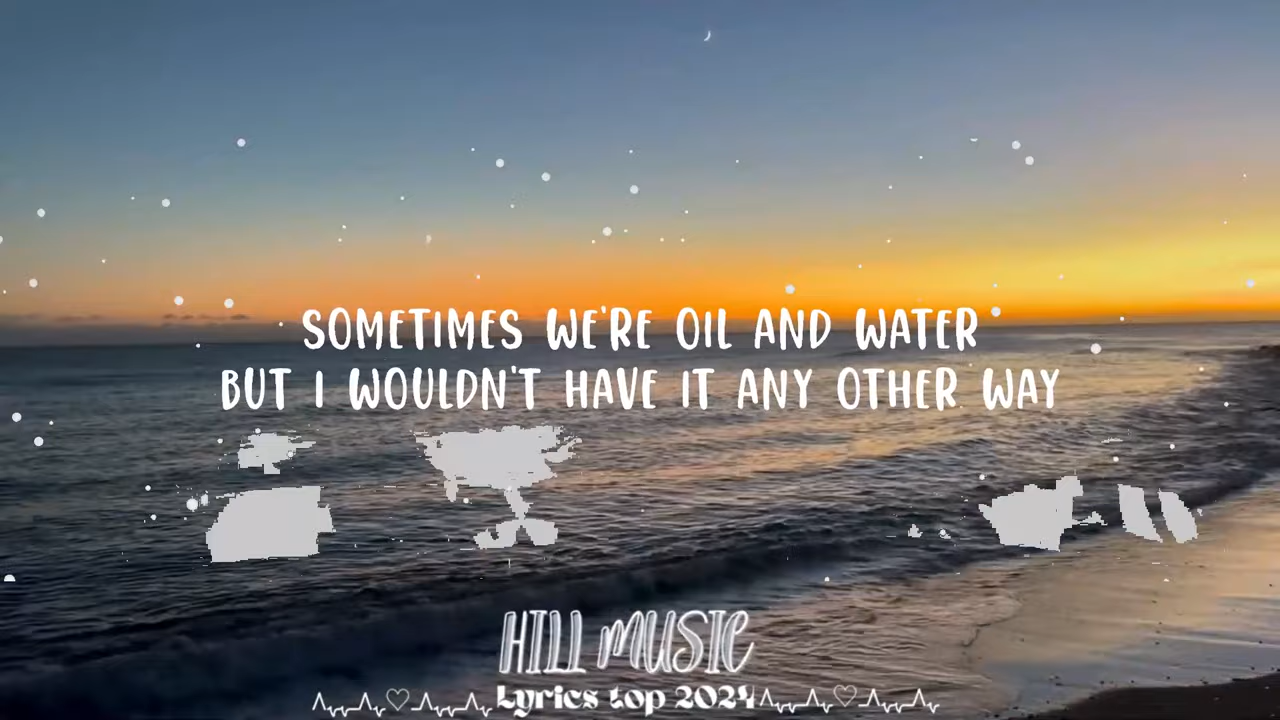 SOMETIMES WE'RE OIL AND WATER
BUT I WOULDN'T HAVE IT ANY OTHER WAY
HILL MUSIC
Lyrics top 2024